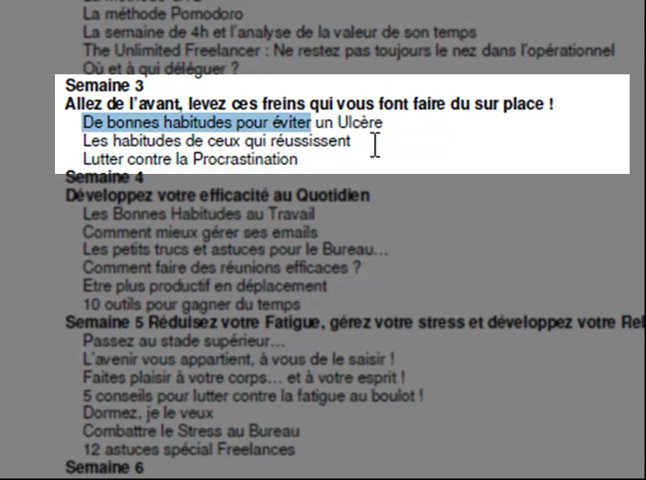 La méthode Pomodoro
La semaine de 4h et l'analyse de la valeur de son temps
The Unlimited Freelancer : Ne restez pas toujours le nez dans l'opérationnel
Où et à qui déléguer ?
Semaine 3
Allez de l'avant, levez ces freins qui vous font faire du sur place !
De bonnes habitudes pour éviter un Ulcère
Les habitudes de ceux qui réussissent
Lutter contre la Procrastination
Semaine 4
Développez votre efficacité au Quotidien
Les Bonnes Habitudes au Travail
Comment mieux gérer ses emails
Les petits trucs et astuces pour le Bureau...
Comment faire des réunions efficaces ?
Etre plus productif en déplacement
10 outils pour gagner du temps
Semaine 5 Réduisez votre Fatigue, gérez votre stress et développez votre Rel
Passez au stade supérieur...
L'avenir vous appartient, à vous de le saisir !
Faites plaisir à votre corps... et à votre esprit !
5 conseils pour lutter contre la fatigue au boulot !
Dormez, je le veux
Combattre le Stress au Bureau
12 astuces spécial Freelances
Semaine 6